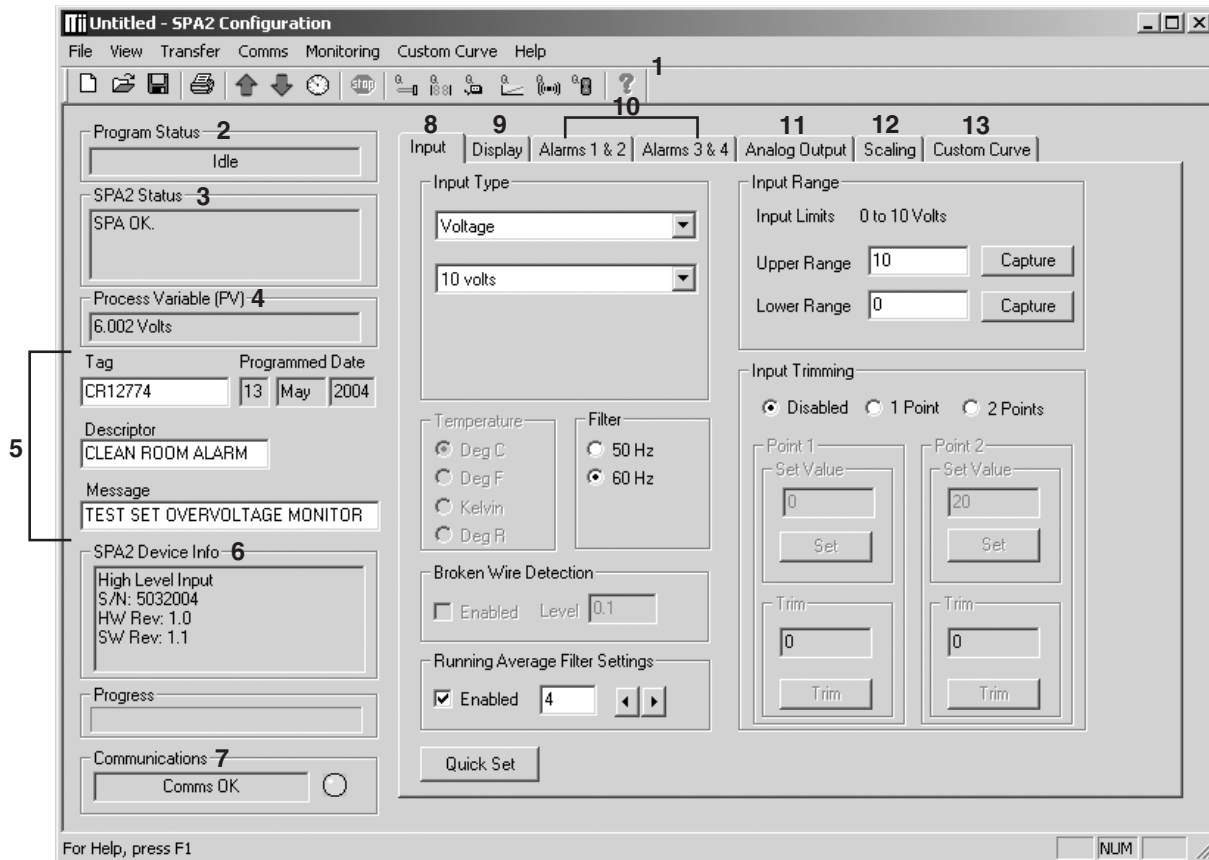 Untitled - SPA2 Configuration
File View Transfer Comms Monitoring Custom Curve Help
1
stop
?
Program Status 2
Idle
SPA2 Status 3
SPA OK.
Process Variable (PV) 4
6.002 Volts
5
Tag Programmed Date
CR12774 13 May 2004
Descriptor
CLEAN ROOM ALARM
Message
TEST SET OVERVOLTAGE MONITOR
SPA2 Device Info 6
High Level Input
S/N: 5032004
HW Rev: 1.0
SW Rev: 1.1
Progress
Communications 7
Comms OK
8 9 10 11 12 13
Input Display Alarms 1 & 2 Alarms 3 & 4 Analog Output Scaling Custom Curve
Input Type
Voltage
10 volts
Temperature
Deg C
Deg F
Kelvin
Deg R
Filter
50 Hz
60 Hz
Broken Wire Detection
Enabled Level 0.1
Running Average Filter Settings
Enabled 4
Quick Set
Input Range
Input Limits 0 to 10 Volts
Upper Range 10 Capture
Lower Range 0 Capture
Input Trimming
Disabled 1 Point 2 Points
Point 1
Set Value
0
Set
Trim
0
Trim
Point 2
Set Value
20
Set
Trim
0
Trim
For Help, press F1
NUM